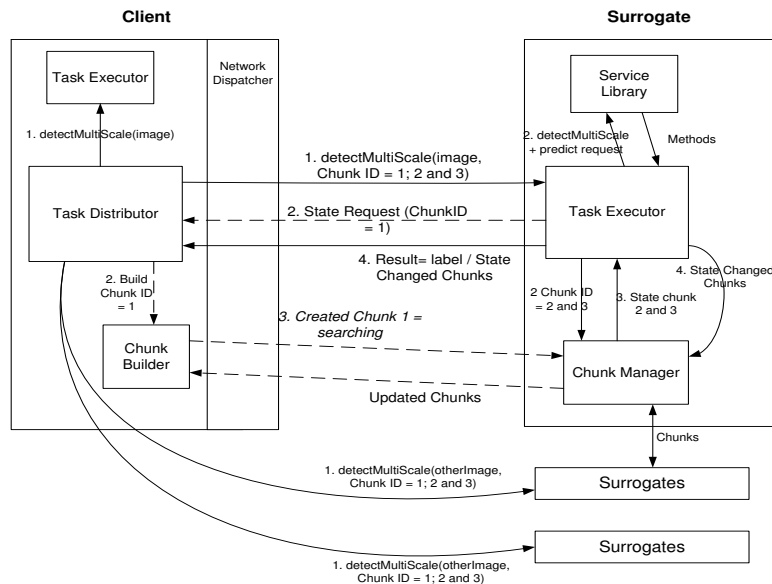 Client
Surrogate
Task Executor
Network
Dispatcher
Service
Library
1. detectMultiScale(image)
2. detectMultiScale
+ predict request
Methods
1. detectMultiScale(image,
Chunk ID = 1; 2 and 3)
Task Distributor
Task Executor
2. State Request (ChunkID
= 1)
4. Result= label / State
Changed Chunks
2. Build
Chunk ID
= 1
2 Chunk ID
= 2 and 3
3. State chunk
2 and 3
4. State Changed
Chunks
3. Created Chunk 1 =
searching
Chunk
Builder
Chunk Manager
Updated Chunks
Chunks
1. detectMultiScale(otherImage,
Chunk ID = 1; 2 and 3)
Surrogates
Surrogates
1. detectMultiScale(otherImage,
Chunk ID = 1; 2 and 3)